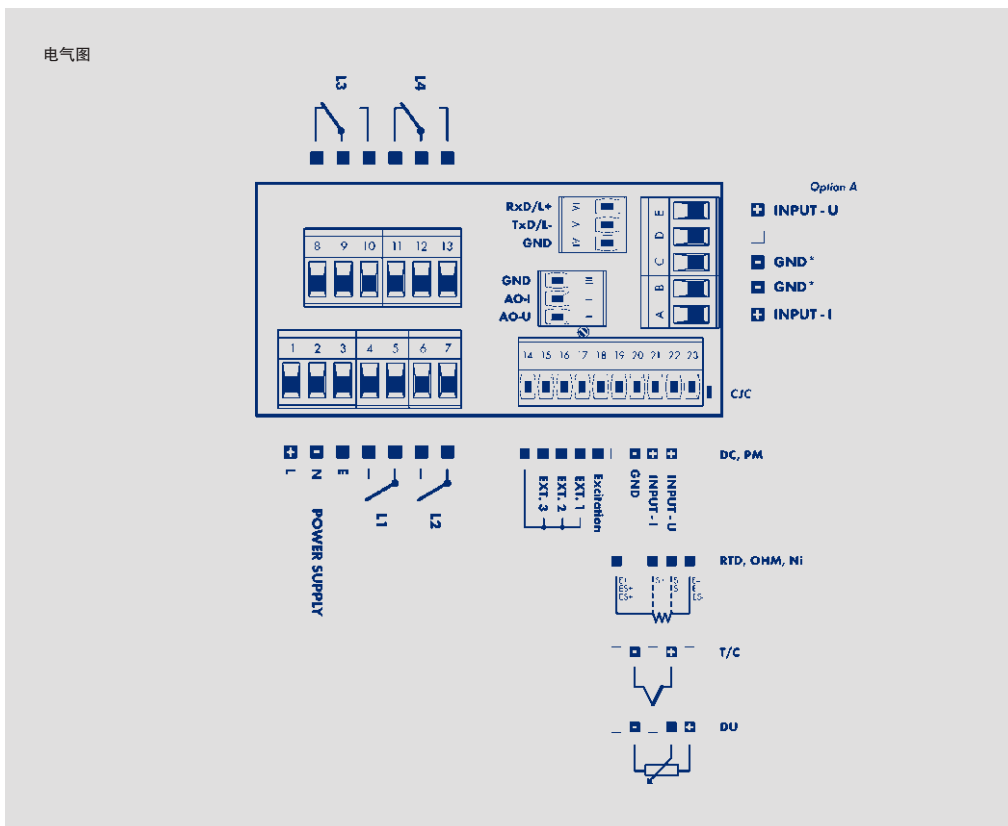 电气图
L3 L4
Option A
RxD/L+ VI
TxD/L- V
GND IV
E INPUT - U
D
C GND*
B GND*
A INPUT - I
8 9 10 11 12 13
GND III
AO-I
AO-U I
1 2 3 4 5 6 7
14 15 16 17 18 19 20 21 22 23
CJC
L N E L1 L2
POWER SUPPLY
EXT. 3 EXT. 2 EXT. 1 Excitation GND INPUT - I INPUT - U
DC, PM
RTD, OHM, Ni
T/C
DU